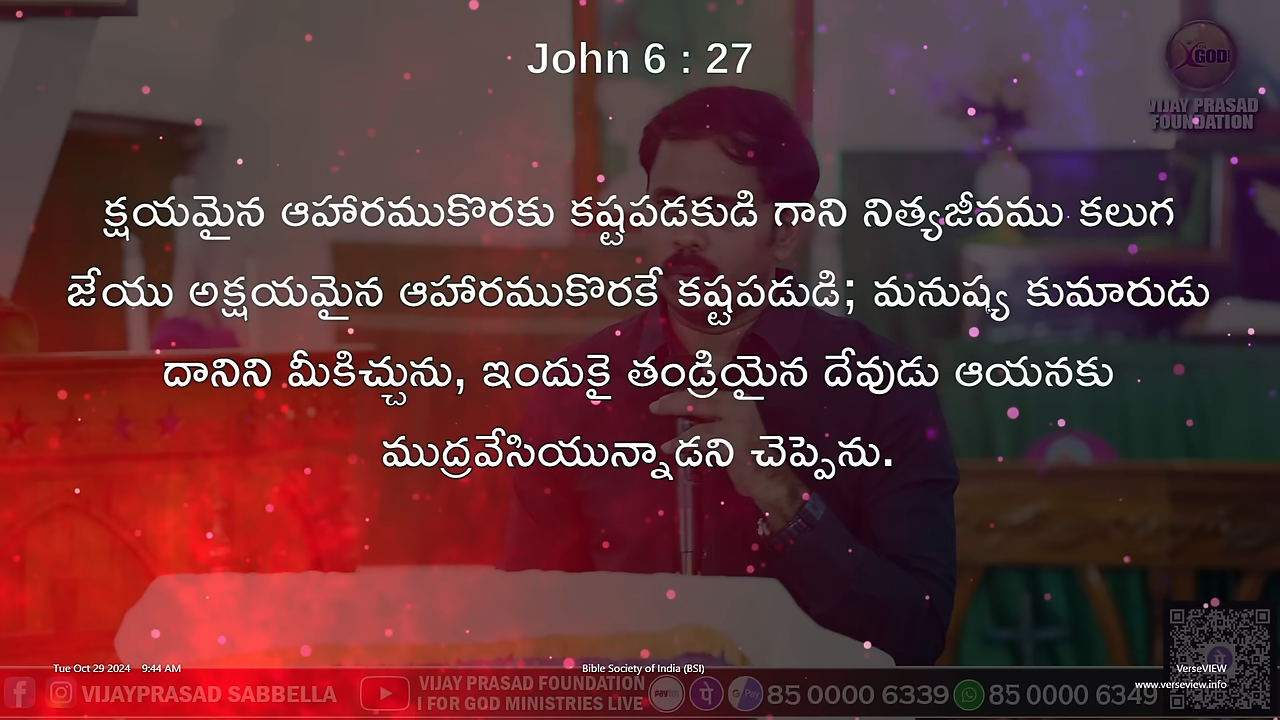 John 6 : 27
GOD
VIJAY PRASAD
FOUNDATION
క్షయమైన ఆహారముకొరకు కష్టపడకుడి గాని నిత్యజీవము కలుగ
జేయు అక్షయమైన ఆహారముకొరకే కష్టపడుడి; మనుష్య కుమారుడు
దానిని మీకిచ్చును, ఇందుకై తండ్రియైన దేవుడు ఆయనకు
ముద్రవేసియున్నాడని చెప్పెను.
Tue Oct 29 2024 9:44 AM
Bible Society of India (BSI)
VerseVIEW
www.verseview.info
VIJAYPRASAD SABBELLA
VIJAY PRASAD FOUNDATION
I FOR GOD MINISTRIES LIVE
Paytm
G Pay
85 0000 6339
85 0000 6349